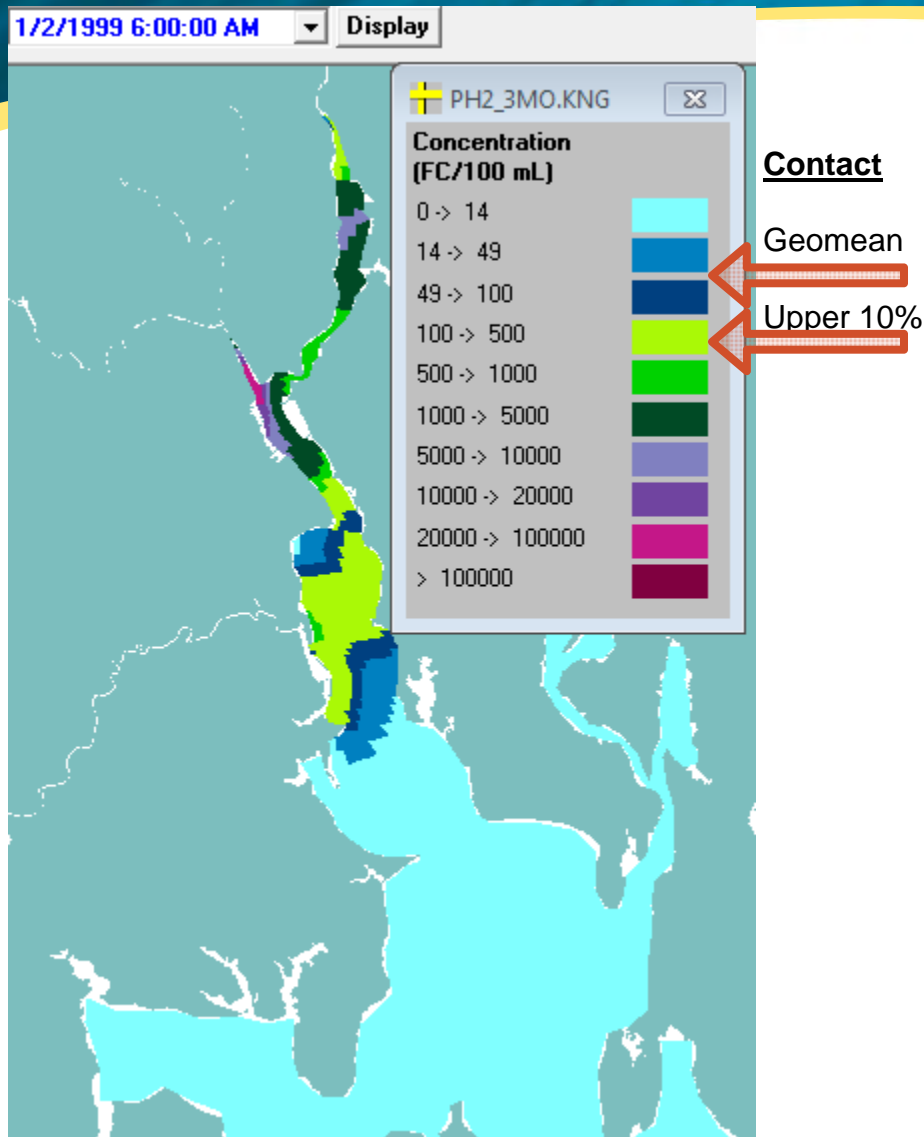 1/2/1999 6:00:00 AM Display
PH2_3MO.KNG
Concentration
(FC/100 mL)
0-> 14
14-> 49
49-> 100
100-> 500
500-> 1000
1000-> 5000
5000-> 10000
10000-> 20000
20000-> 100000
> 100000
Contact
Geomean
Upper 10%